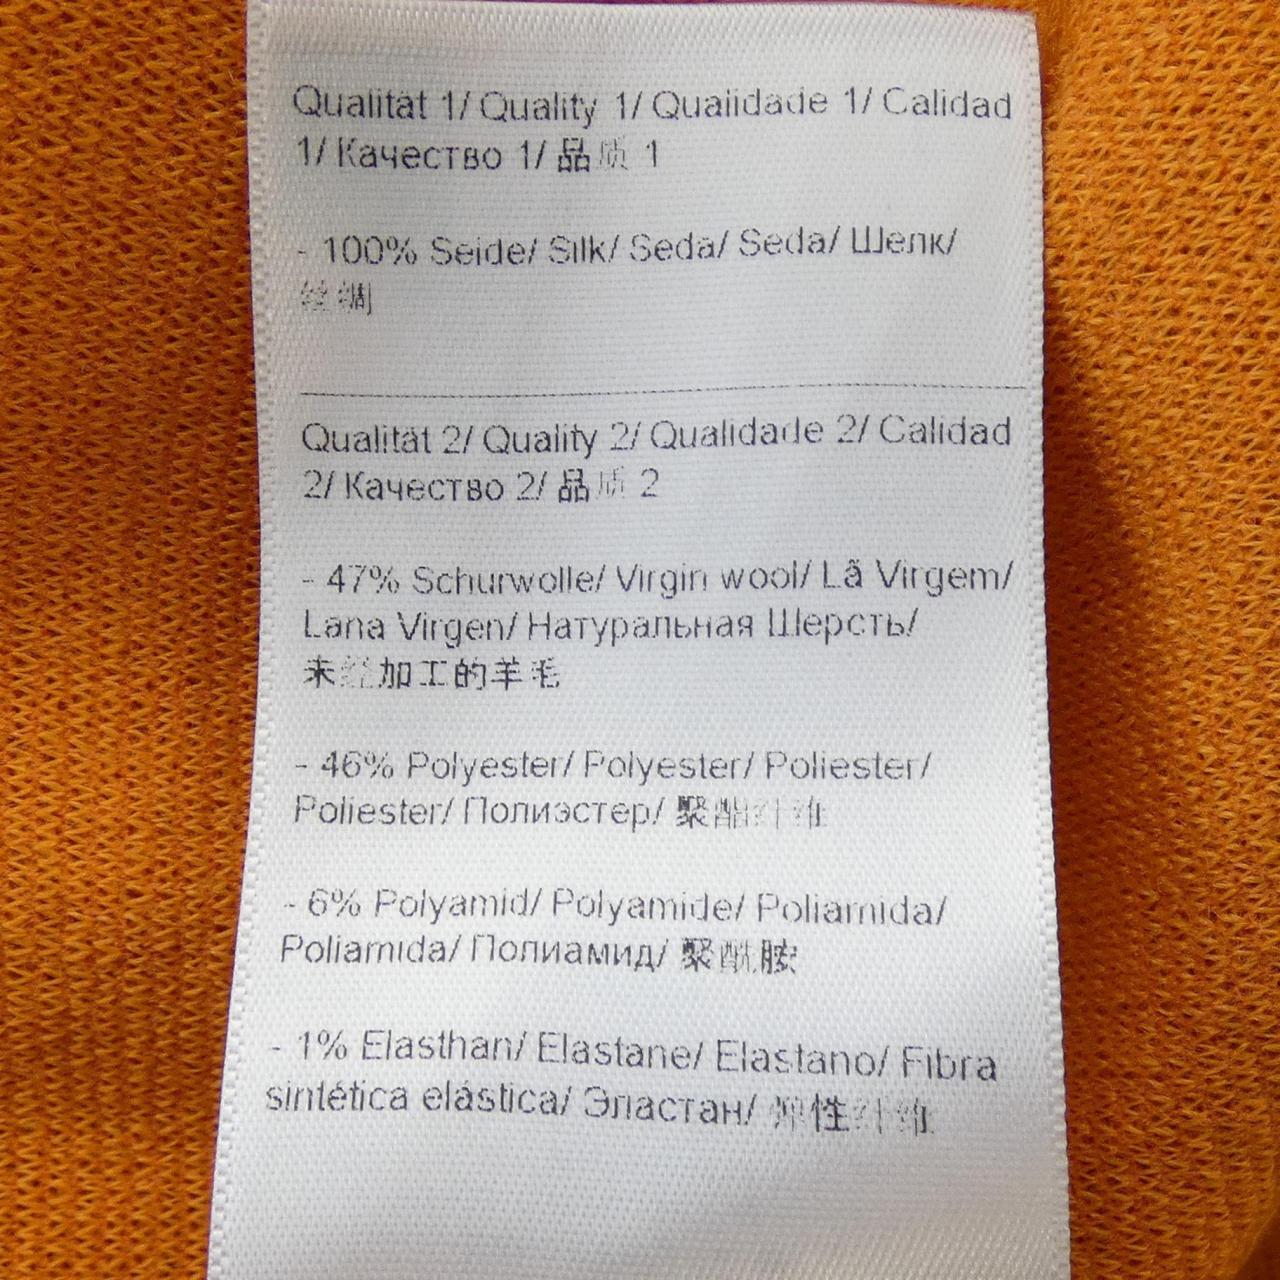 Qualität 1/ Quality 1/ Qualidade 1/ Calidad
1/ Качество 1/ 品质 1
- 100% Seide/ Silk/ Seda/ Seda/ Шелк/
丝绸
Qualität 2/ Quality 2/ Qualidade 2/ Calidad
2/ Качество 2/ 品质 2
- 47% Schurwolle/ Virgin wool/ Lã Virgem/
Lana Virgen/ Натуральная Шерсть/
未经加工的羊毛
- 46% Polyester/ Polyester/ Poliester/
Poliester/ Полиэстер/ 聚酯纤维
- 6% Polyamid/ Polyamide/ Poliamida/
Poliamida/ Полиамид/ 聚酰胺
- 1% Elasthan/ Elastane/ Elastano/ Fibra
sintética elástica/ Эластан/ 弹性纤维